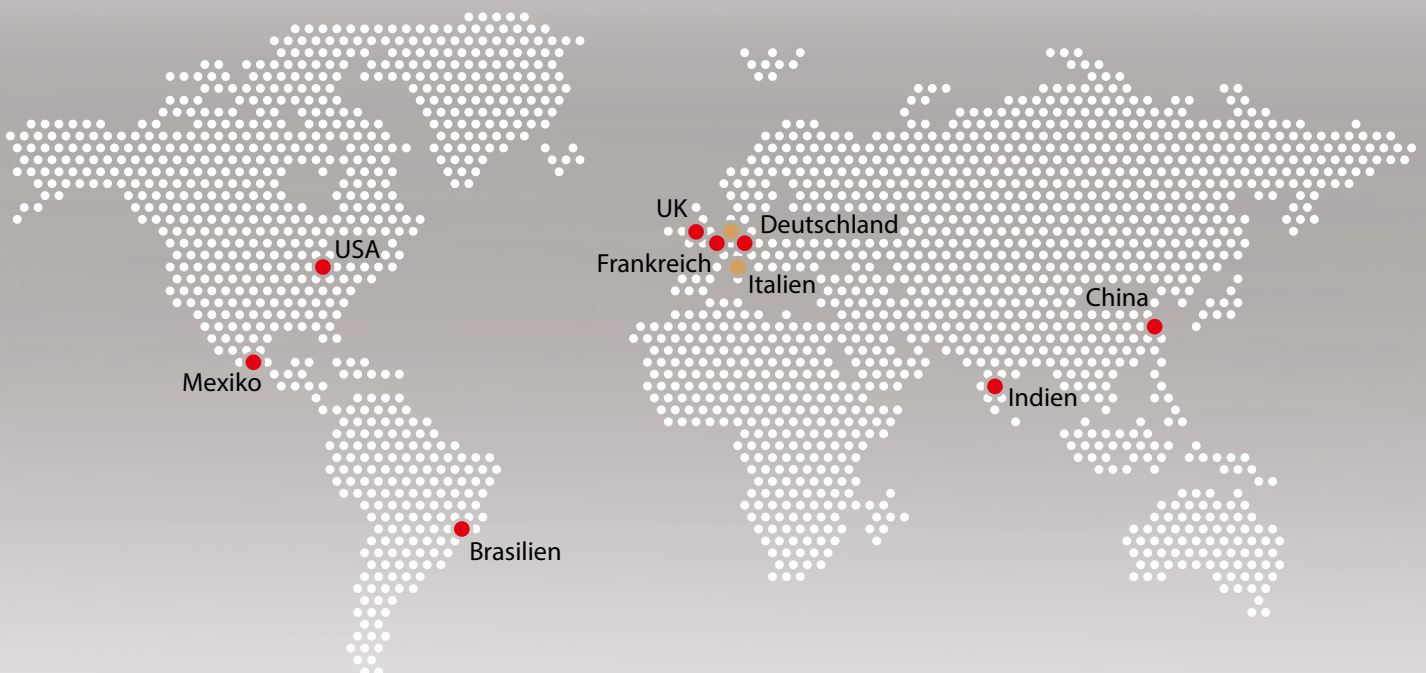 UK
Deutschland
USA
Frankreich
Italien
China
Mexiko
Indien
Brasilien